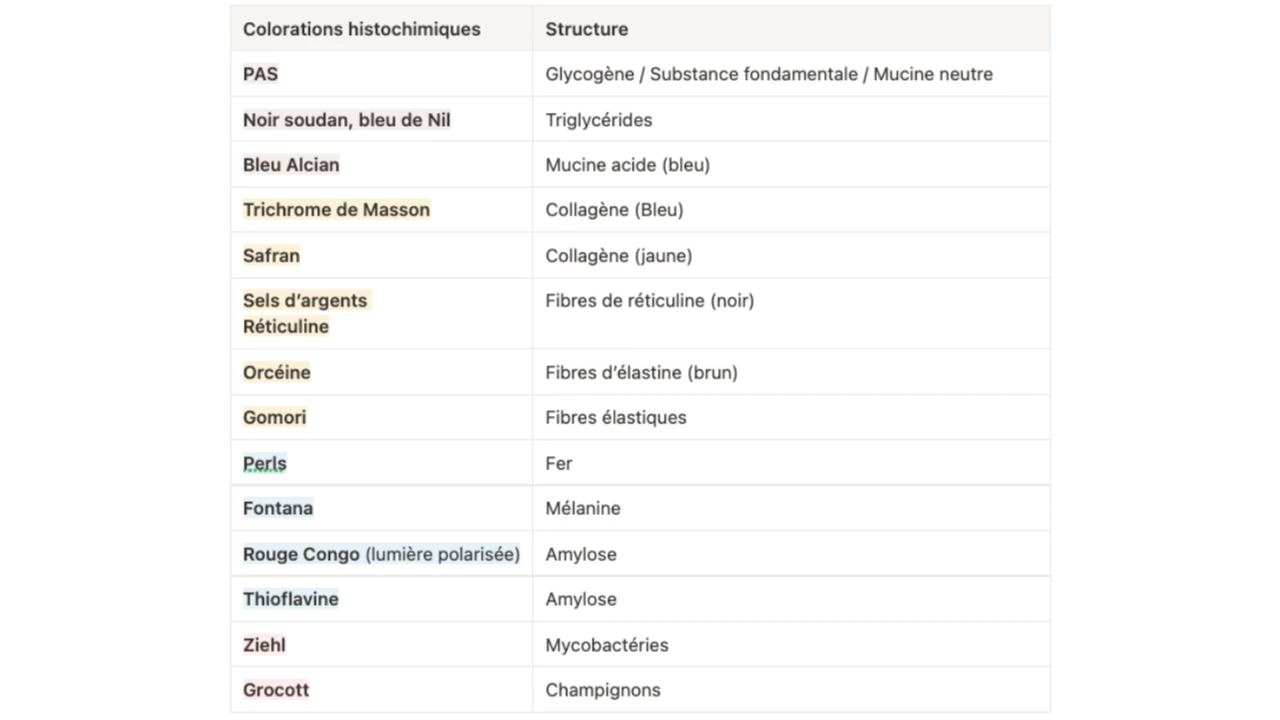 Colorations histochimiques Structure
PAS Glycogène / Substance fondamentale / Mucine neutre
Noir soudan, bleu de Nil Triglycérides
Bleu Alcian Mucine acide (bleu)
Trichrome de Masson Collagène (Bleu)
Safran Collagène (jaune)
Sels d’argents Fibres de réticuline (noir)
Réticuline
Orcéine Fibres d’élastine (brun)
Gomori Fibres élastiques
Perls Fer
Fontana Mélanine
Rouge Congo (lumière polarisée) Amylose
Thioflavine Amylose
Ziehl Mycobactéries
Grocott Champignons